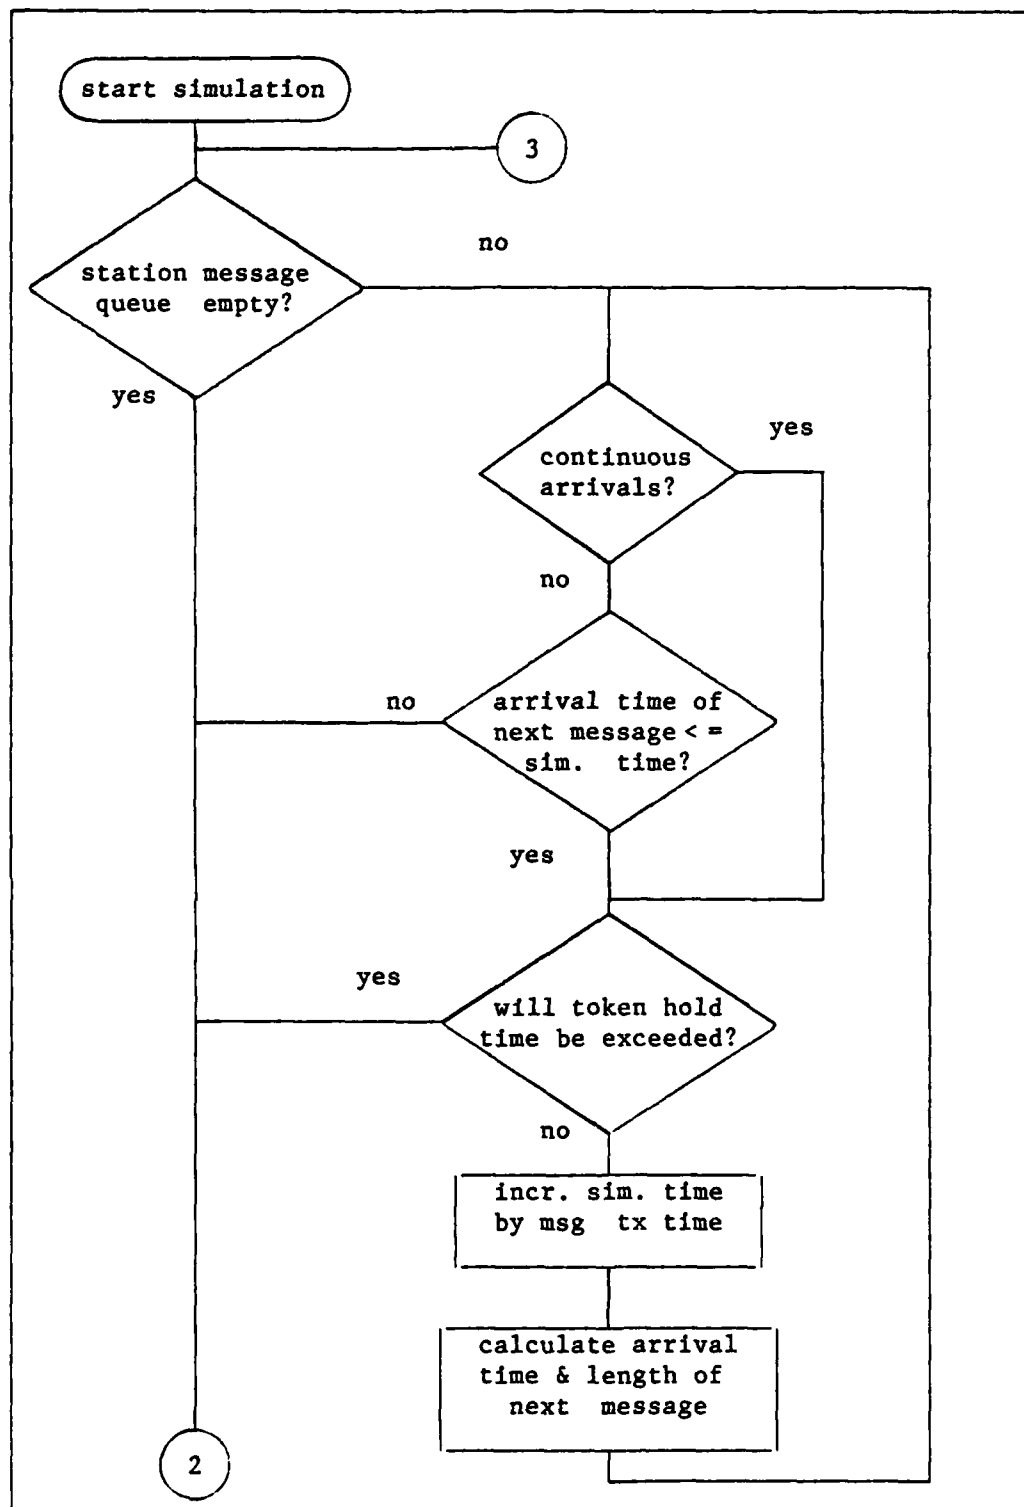 start simulation
3
no
station message
queue empty?
yes
yes
continuous
arrivals?
no
no
arrival time of
next message < =
sim. time?
yes
yes
will token hold
time be exceeded?
no
incr. sim. time
by msg tx time
calculate arrival
time & length of
next message
2